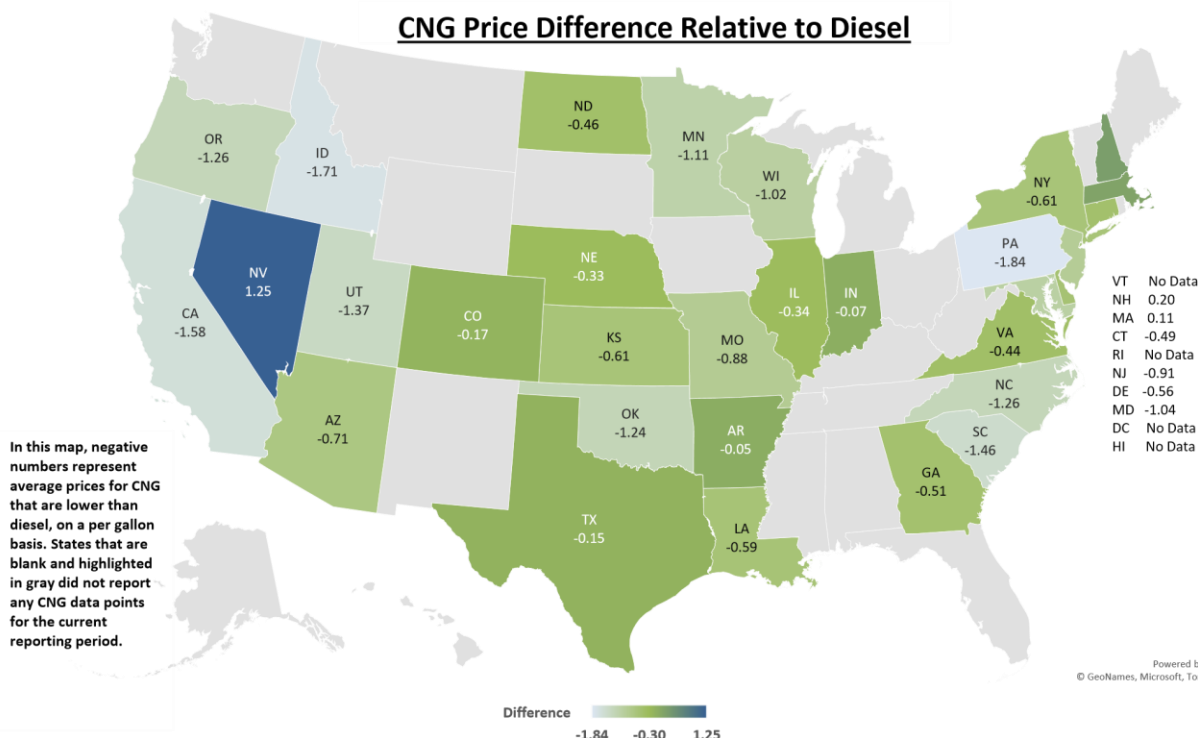 CNG Price Difference Relative to Diesel
ND
-0.46
MN
-1.11
OR
-1.26
ID
-1.71
WI
-1.02
NY
-0.61
PA
-1.84
NE
-0.33
NV
1.25
UT
-1.37
CO
-0.17
IL
-0.34
IN
-0.07
CA
-1.58
KS
-0.61
MO
-0.88
VA
-0.44
NC
-1.26
AZ
-0.71
OK
-1.24
AR
-0.05
SC
-1.46
GA
-0.51
TX
-0.15
LA
-0.59
VT No Data
NH 0.20
MA 0.11
CT -0.49
RI No Data
NJ -0.91
DE -0.56
MD -1.04
DC No Data
HI No Data
In this map, negative
numbers represent
average prices for CNG
that are lower than
diesel, on a per gallon
basis. States that are
blank and highlighted
in gray did not report
any CNG data points
for the current
reporting period.
Powered b
© GeoNames, Microsoft, To
Difference
-1.84 -0.30 1.25